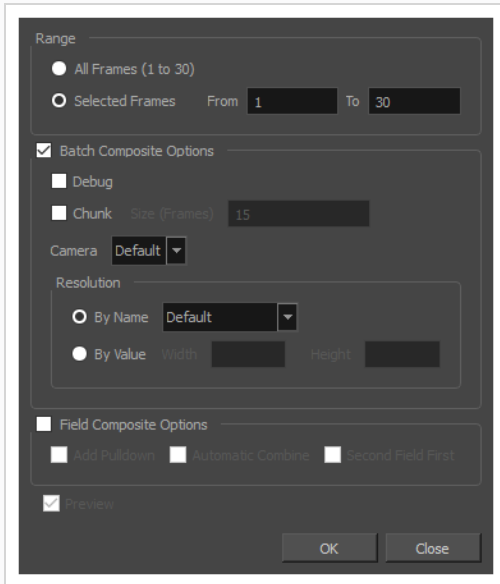 Range
All Frames (1 to 30)
Selected Frames From 1 To 30
Batch Composite Options
Debug
Chunk Size (Frames) 15
Camera Default
Resolution
By Name Default
By Value Width Height
Field Composite Options
Add Pulldown Automatic Combine Second Field First
Preview
OK Close